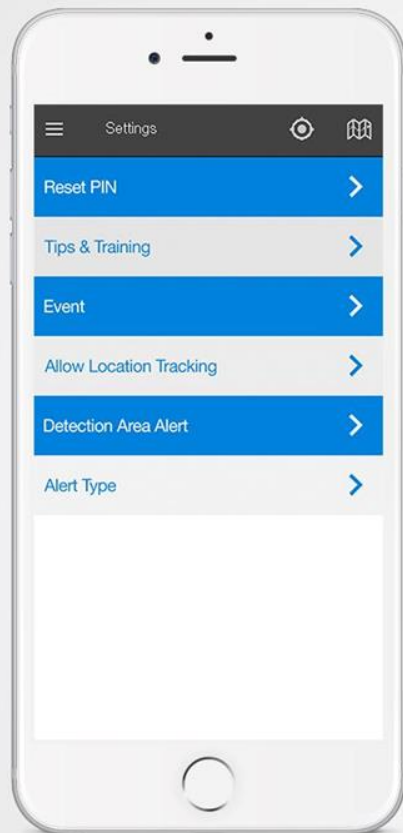 Settings
Reset PIN
Tips & Training
Event
Allow Location Tracking
Detection Area Alert
Alert Type